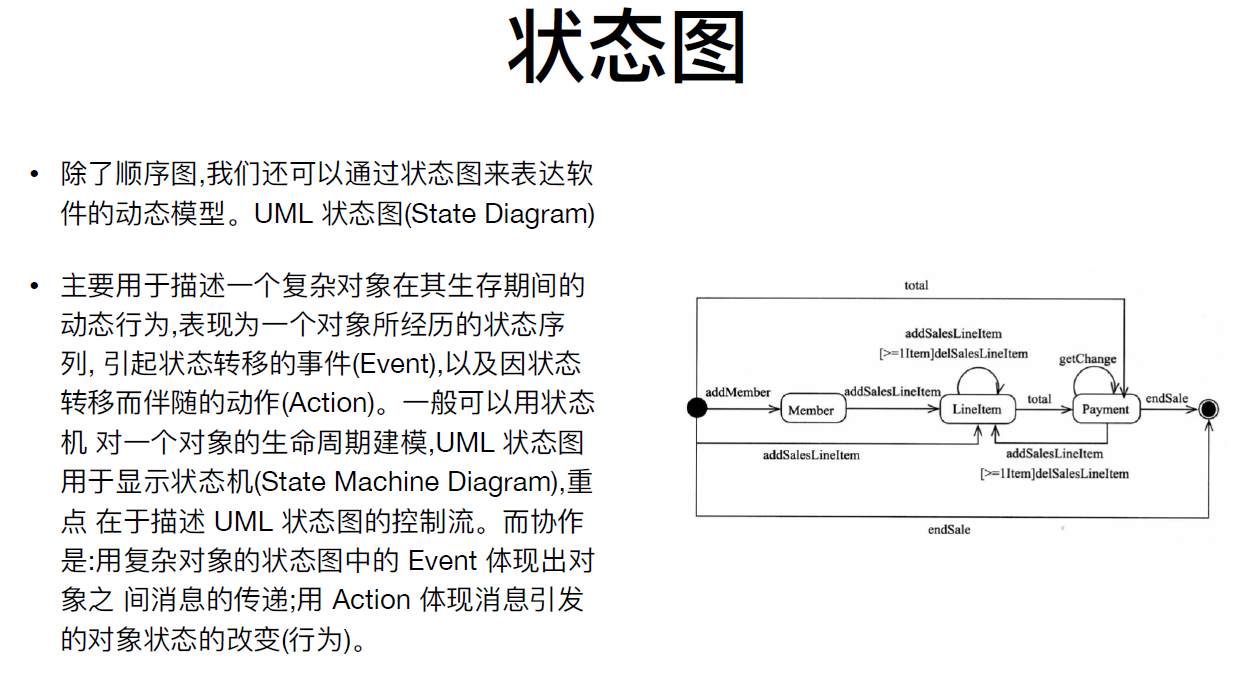 状态图
• 除了顺序图,我们还可以通过状态图来表达软
件的动态模型。UML 状态图(State Diagram)
• 主要用于描述一个复杂对象在其生存期间的
动态行为,表现为一个对象所经历的状态序
列, 引起状态转移的事件(Event),以及因状态
转移而伴随的动作(Action)。一般可以用状态
机 对一个对象的生命周期建模,UML 状态图
用于显示状态机(State Machine Diagram),重
点 在于描述 UML 状态图的控制流。而协作
是:用复杂对象的状态图中的 Event 体现出对
象之 间消息的传递;用 Action 体现消息引发
的对象状态的改变(行为)。
total
addSalesLineItem
[>=1Item]delSalesLineItem
getChange
addMember
addSalesLineItem
total
endSale
Member
LineItem
Payment
addSalesLineItem
addSalesLineItem
[>=1Item]delSalesLineItem
endSale